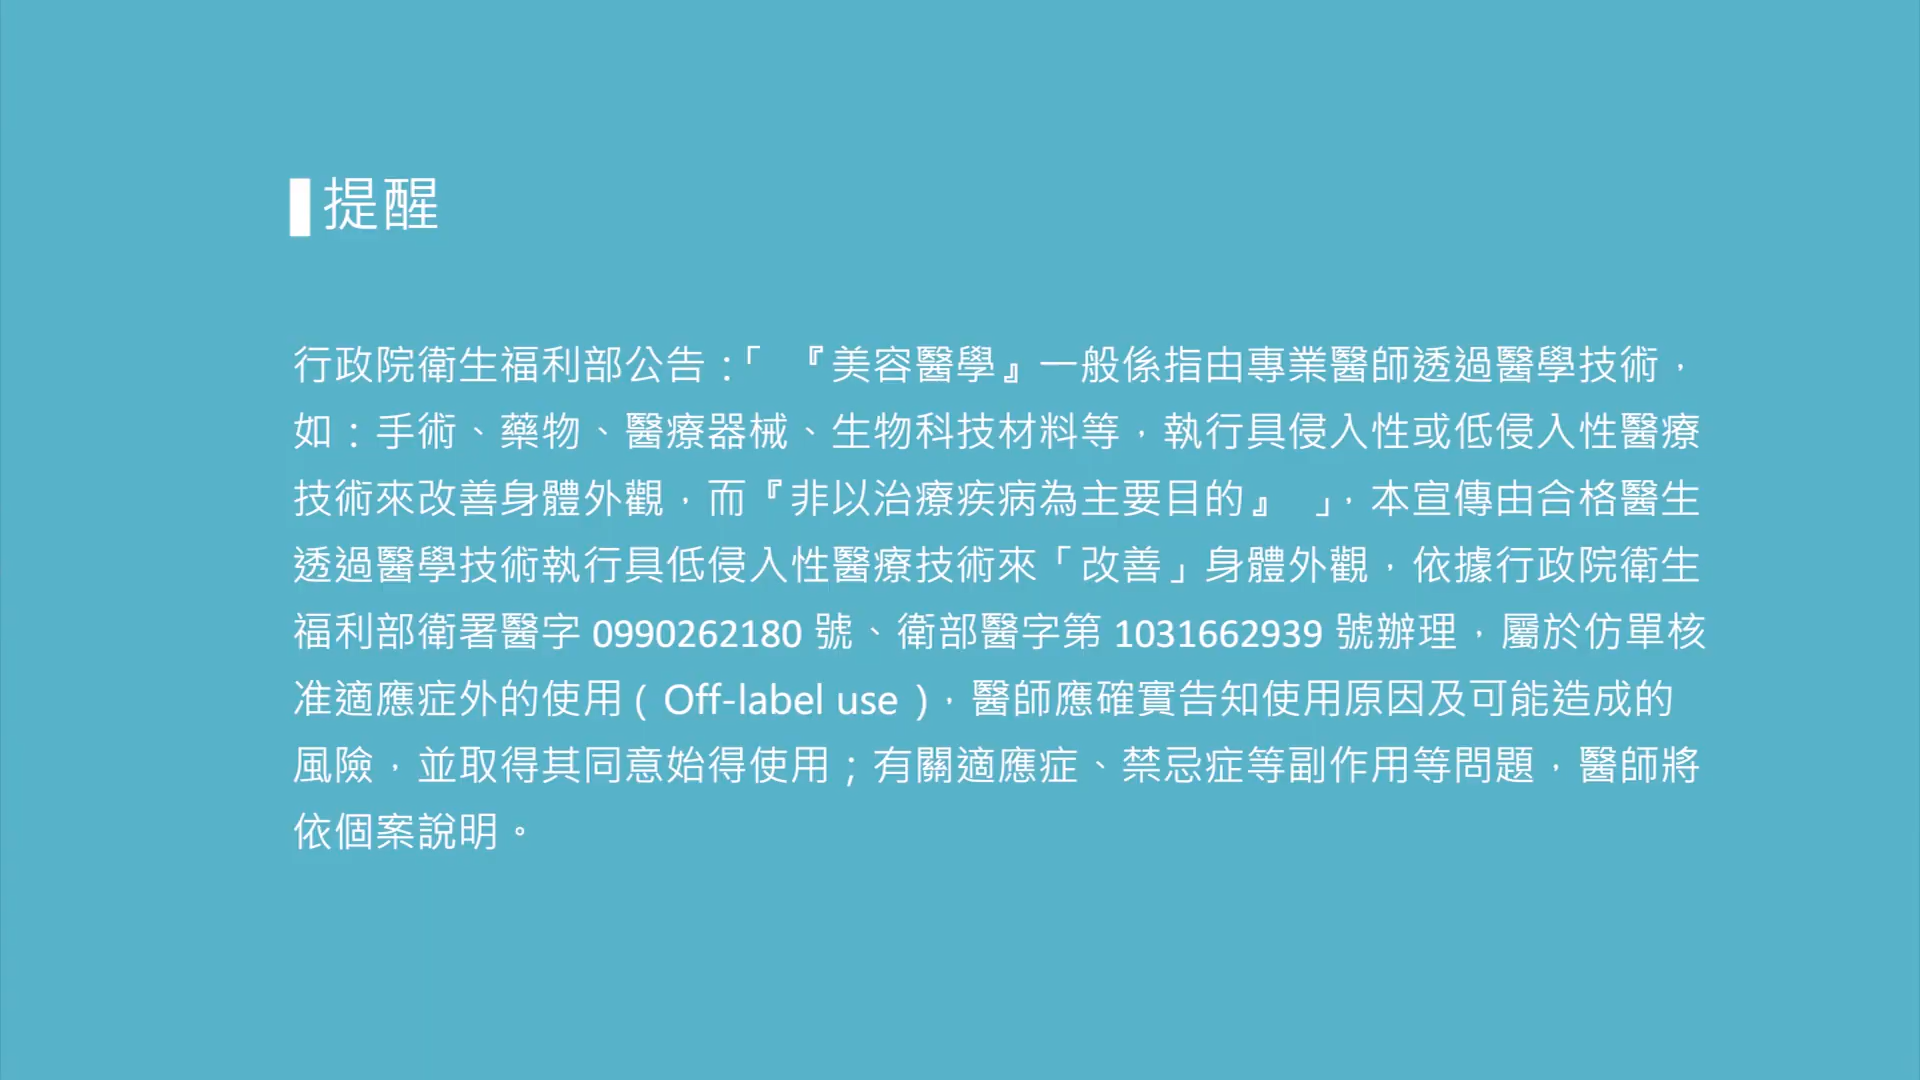 提醒
行政院衛生福利部公告：「 『美容醫學』一般係指由專業醫師透過醫學技術，
如：手術、藥物、醫療器械、生物科技材料等，執行具侵入性或低侵入性醫療
技術來改善身體外觀，而『非以治療疾病為主要目的』 」，本宣傳由合格醫生
透過醫學技術執行具低侵入性醫療技術來「改善」身體外觀，依據行政院衛生
福利部衛署醫字 0990262180 號、衛部醫字第 1031662939 號辦理，屬於仿單核
准適應症外的使用（ Off-label use ），醫師應確實告知使用原因及可能造成的
風險，並取得其同意始得使用；有關適應症、禁忌症等副作用等問題，醫師將
依個案說明。